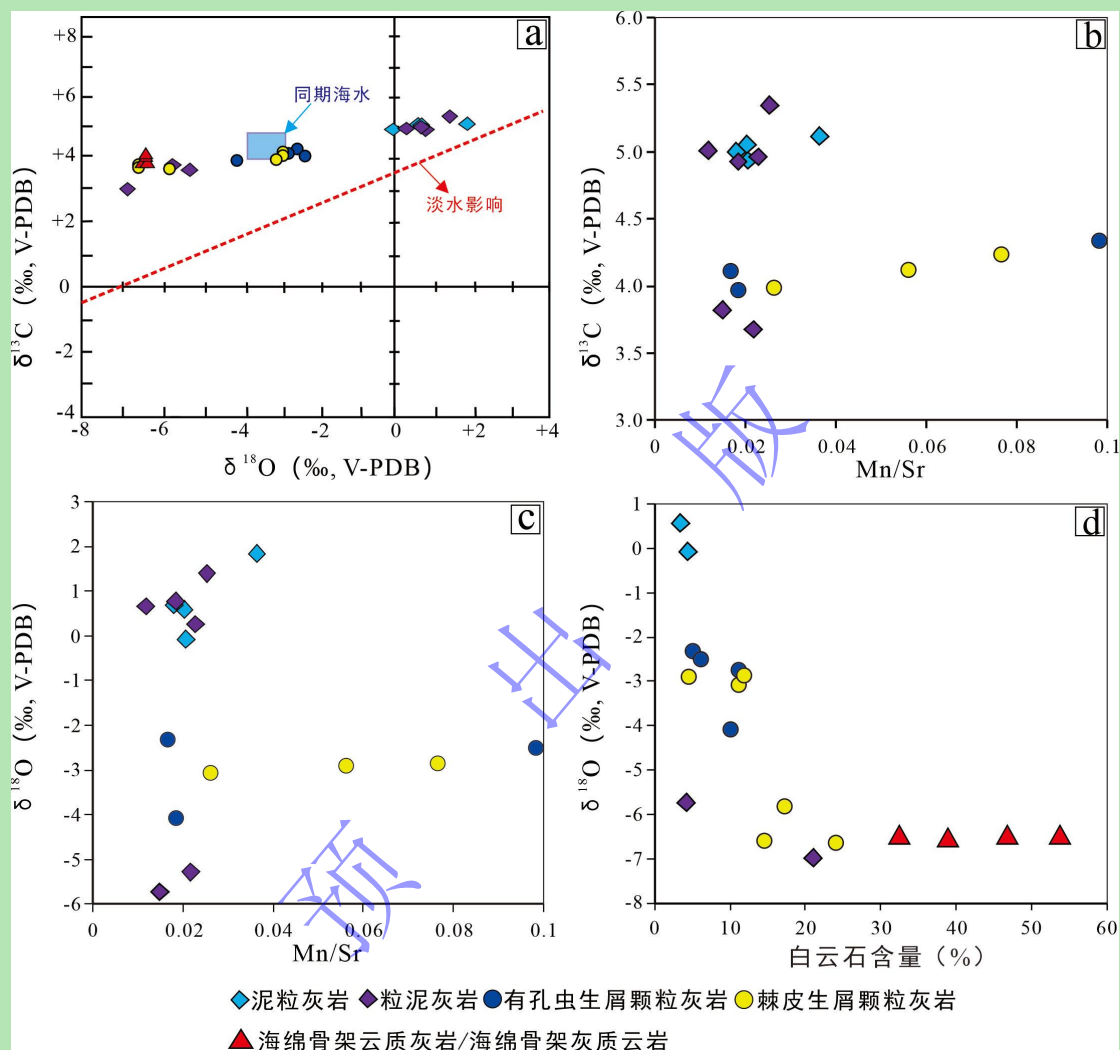 a
+8
+6
+4
+2
0
-2
-4
-8 -6 -4 -2 0 +2 +4
δ¹³C (‰, V-PDB)
δ¹⁸O (‰, V-PDB)
同期海水
淡水影响
b
6.0
5.5
5.0
4.5
4.0
3.5
3.0
0 0.02 0.04 0.06 0.08 0.1
δ¹³C (‰, V-PDB)
Mn/Sr
c
3
2
1
0
-1
-2
-3
-4
-5
-6
0 0.02 0.04 0.06 0.08 0.1
δ¹⁸O (‰, V-PDB)
Mn/Sr
d
1
0
-1
-2
-3
-4
-5
-6
-7
-8
0 10 20 30 40 50 60
δ¹⁸O (‰, V-PDB)
白云石含量(%)
泥粒灰岩 粒泥灰岩 有孔虫生屑颗粒灰岩 棘皮生屑颗粒灰岩
海绵骨架云质灰岩/海绵骨架灰质云岩
预出版